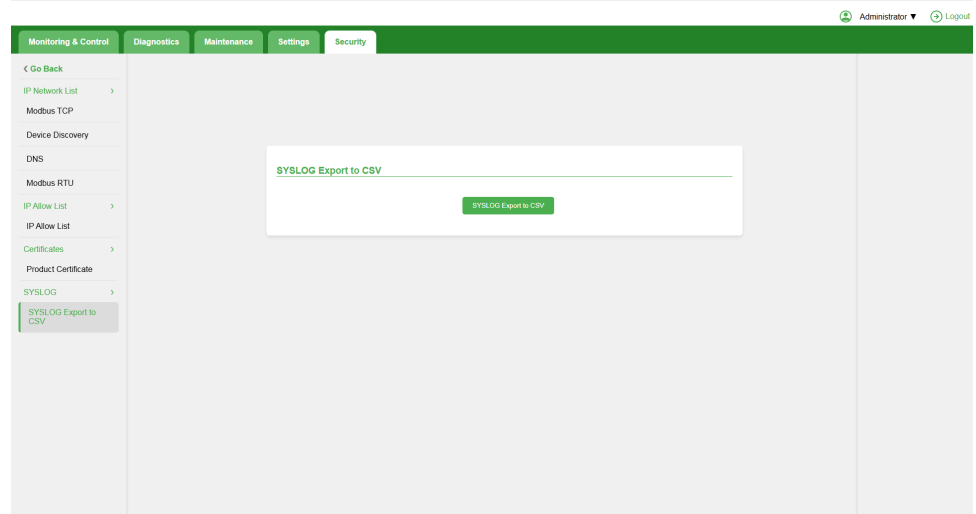 Administrator ▼ Logout
Monitoring & Control Diagnostics Maintenance Settings Security
Go Back
IP Network List
Modbus TCP
Device Discovery
DNS
Modbus RTU
IP Allow List
IP Allow List
Certificates
Product Certificate
SYSLOG
SYSLOG Export to
CSV
SYSLOG Export to CSV
SYSLOG Export to CSV